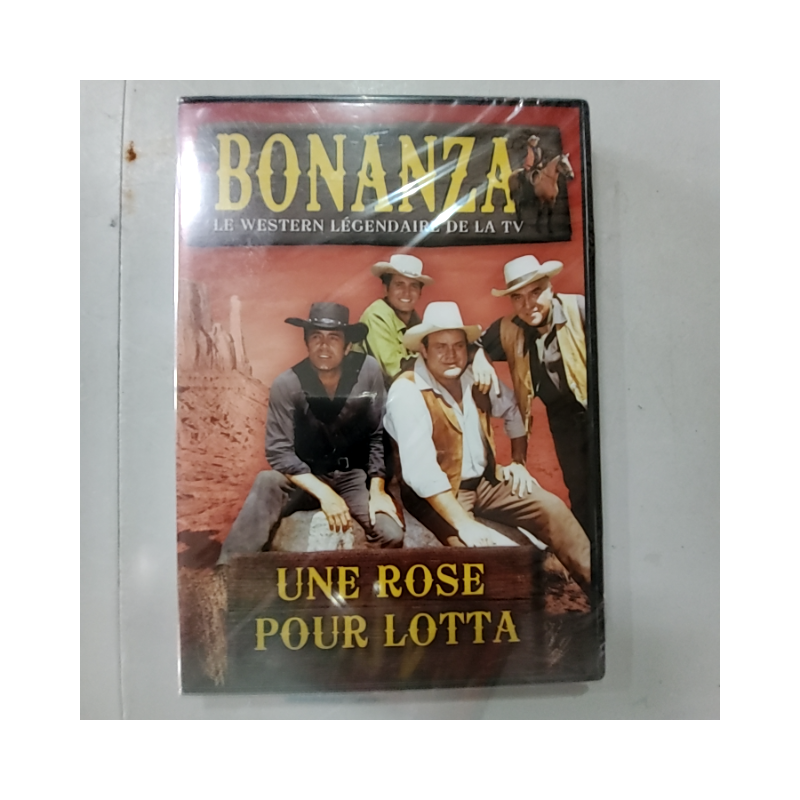 BONANZA
LE WESTERN LÉGENDAIRE DE LA TV
UNE ROSE
POUR LOTTA